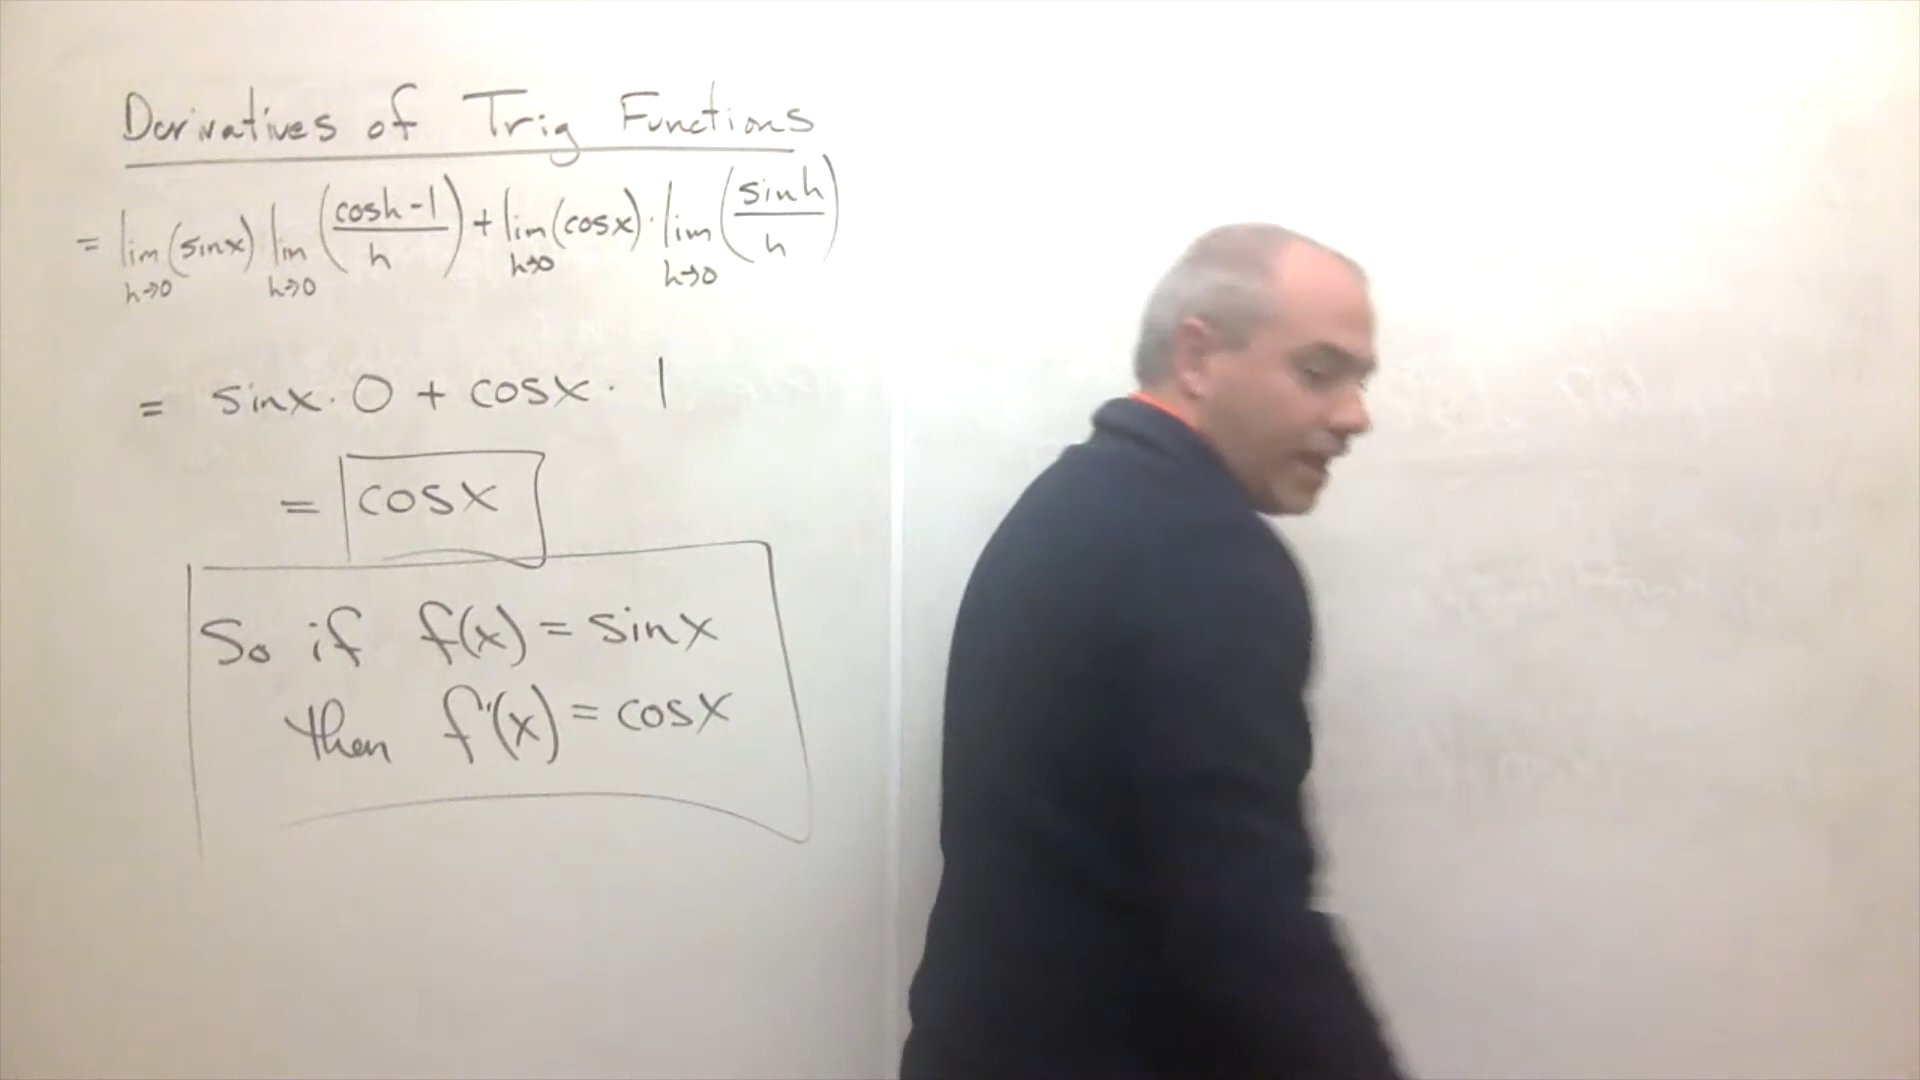 Derivatives of Trig Functions
= lim h→0 (sinx) lim h→0 ((cosh-1)/h) + lim h→0 (cosx) · lim h→0 (sinh/h)
= sinx · 0 + cosx · 1
= cosx
So if f(x) = sinx
then f'(x) = cosx